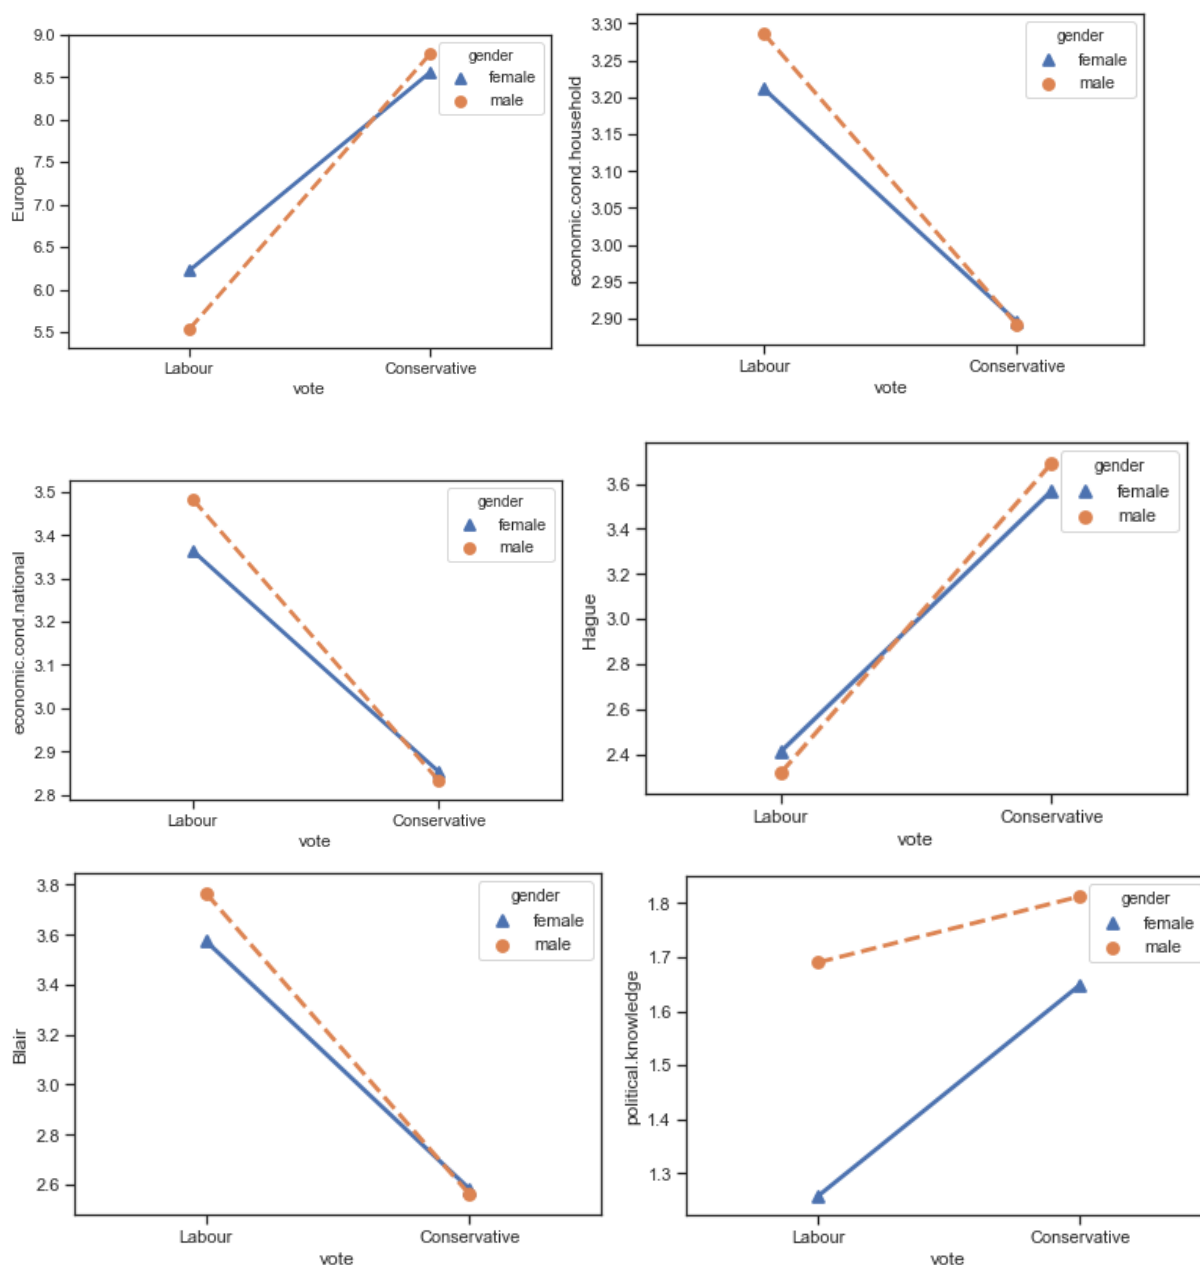 Europe
9.0
8.5
8.0
7.5
7.0
6.5
6.0
5.5
gender
female
male
Labour
Conservative
vote
economic.cond.household
3.30
3.25
3.20
3.15
3.10
3.05
3.00
2.95
2.90
gender
female
male
Labour
Conservative
vote
economic.cond.national
3.5
3.4
3.3
3.2
3.1
3.0
2.9
2.8
gender
female
male
Labour
Conservative
vote
Hague
3.6
3.4
3.2
3.0
2.8
2.6
2.4
gender
female
male
Labour
Conservative
vote
Blair
3.8
3.6
3.4
3.2
3.0
2.8
2.6
gender
female
male
Labour
Conservative
vote
political.knowledge
1.8
1.7
1.6
1.5
1.4
1.3
gender
female
male
Labour
Conservative
vote